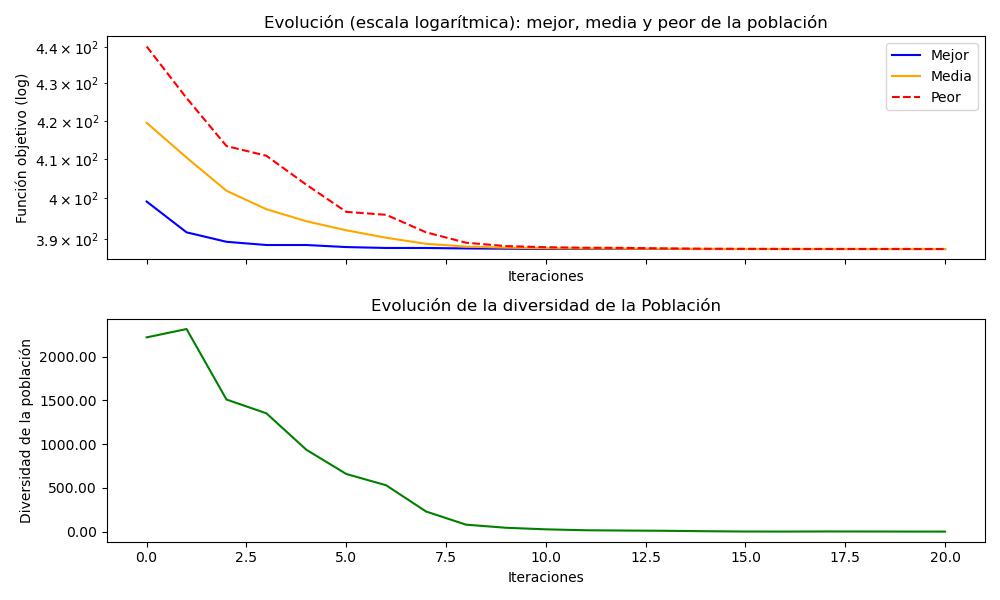 Evolución (escala logarítmica): mejor, media y peor de la población
Función objetivo (log)
4.4 × 10²
4.3 × 10²
4.2 × 10²
4.1 × 10²
4 × 10²
3.9 × 10²
Mejor
Media
Peor
Iteraciones
Evolución de la diversidad de la Población
Diversidad de la población
2000.00
1500.00
1000.00
500.00
0.00
0.0 2.5 5.0 7.5 10.0 12.5 15.0 17.5 20.0
Iteraciones